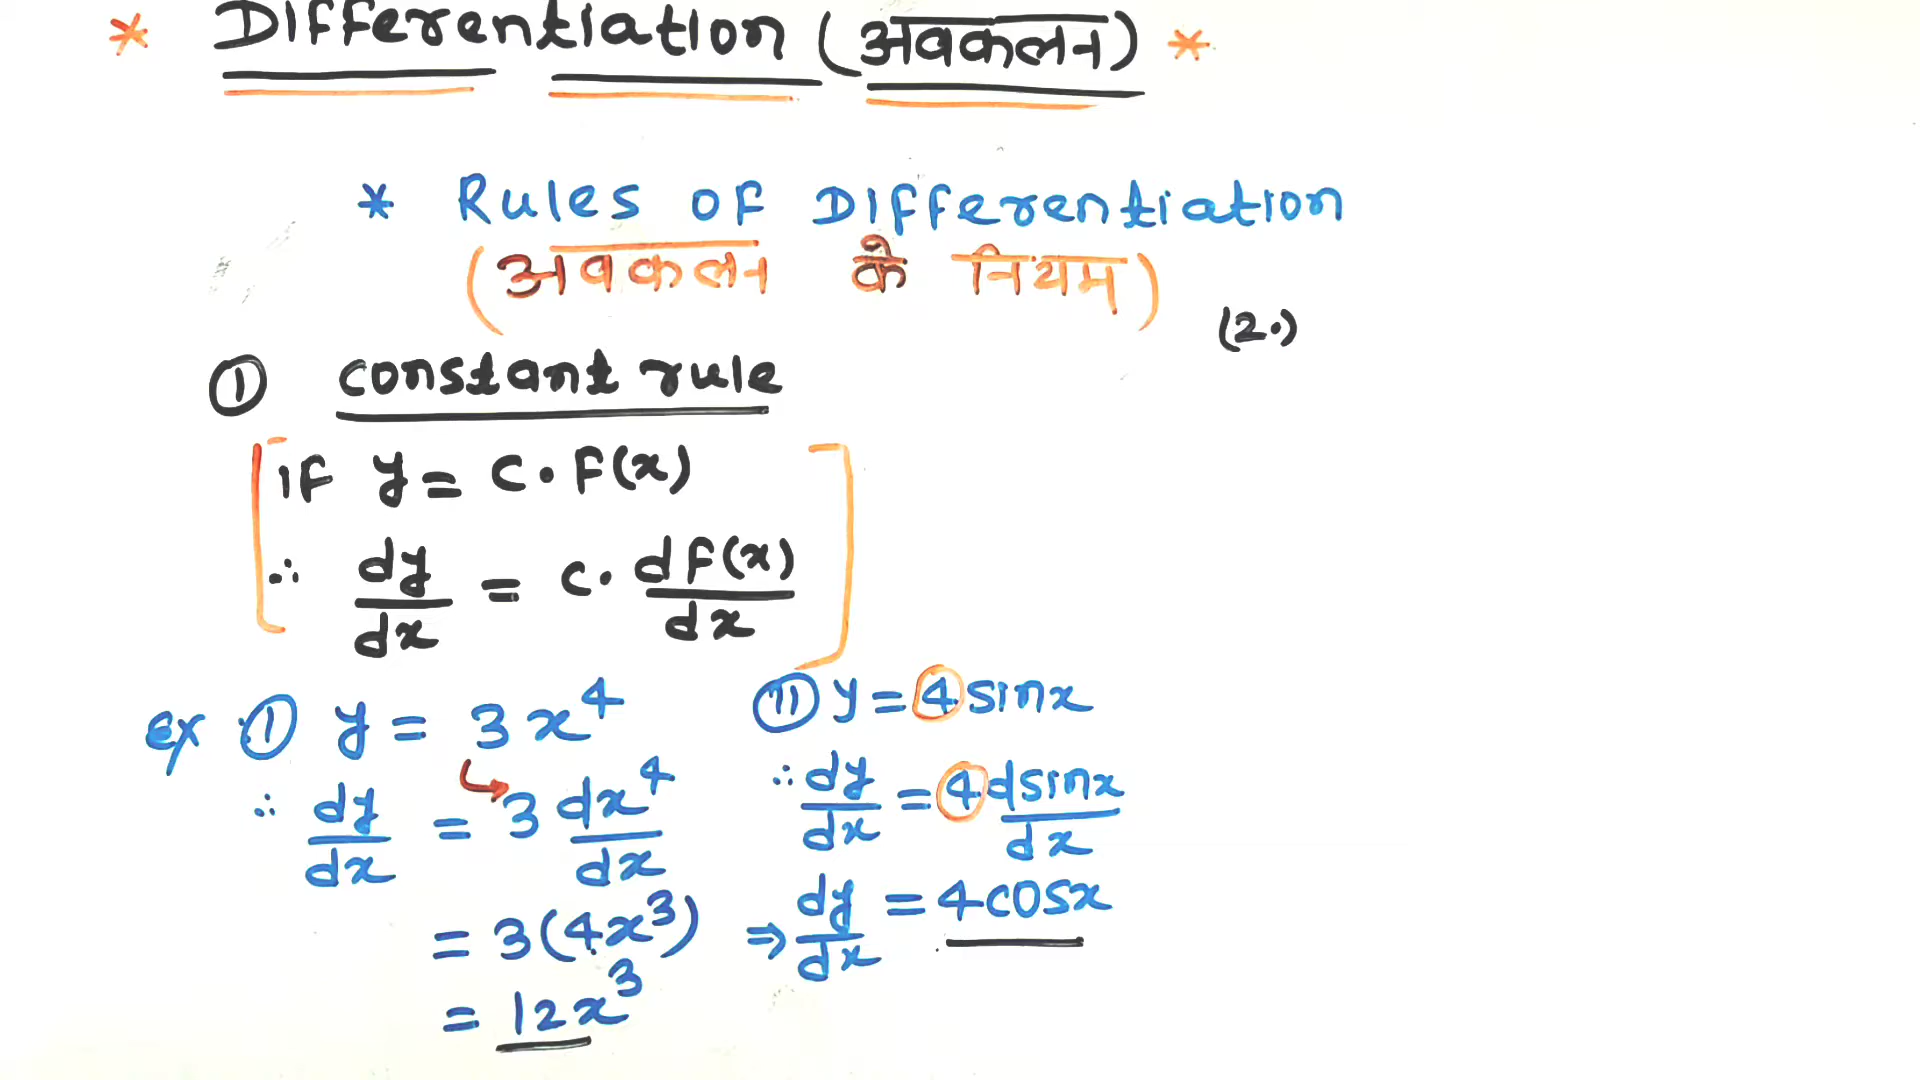 * Differentiation (अवकलन) *
* Rules of Differentiation
(अवकलन के नियम)
(2.)
① constant rule
if y = c·f(x)
∴ dy/dx = c· df(x)/dx
ex ① y = 3x⁴
∴ dy/dx = 3 dx⁴/dx
= 3(4x³)
= 12x³
⑪ y = 4 sinx
∴ dy/dx = 4 dsinx/dx
⇒ dy/dx = 4cosx